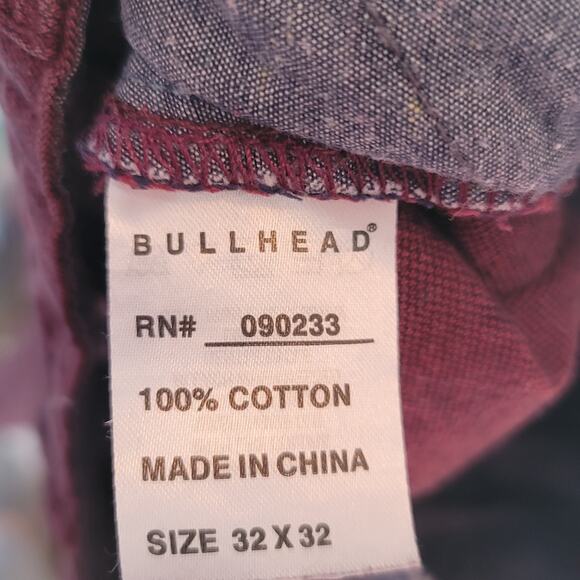 BULLHEAD®
RN# 090233
100% COTTON
MADE IN CHINA
SIZE 32 X 32